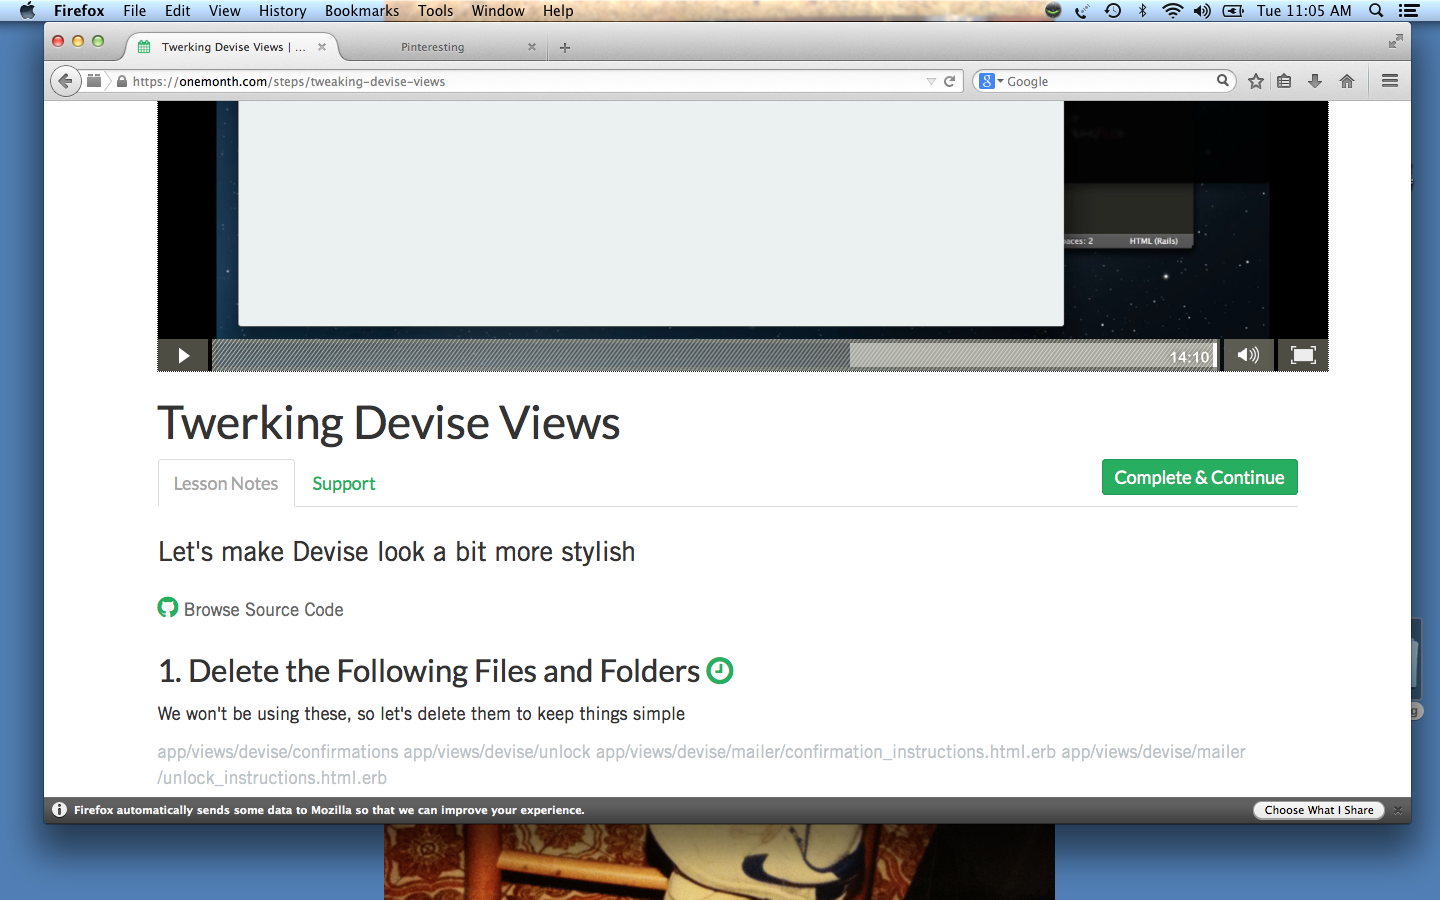 Firefox File Edit View History Bookmarks Tools Window Help Tue 11:05 AM
Twerking Devise Views | ... Pinteresting
https://onemonth.com/steps/tweaking-devise-views Google
aces: 2 HTML (Rails)
14:10
Twerking Devise Views
Lesson Notes Support Complete & Continue
Let's make Devise look a bit more stylish
Browse Source Code
1. Delete the Following Files and Folders
We won't be using these, so let's delete them to keep things simple
app/views/devise/confirmations app/views/devise/unlock app/views/devise/mailer/confirmation_instructions.html.erb app/views/devise/mailer
/unlock_instructions.html.erb
Firefox automatically sends some data to Mozilla so that we can improve your experience. Choose What I Share